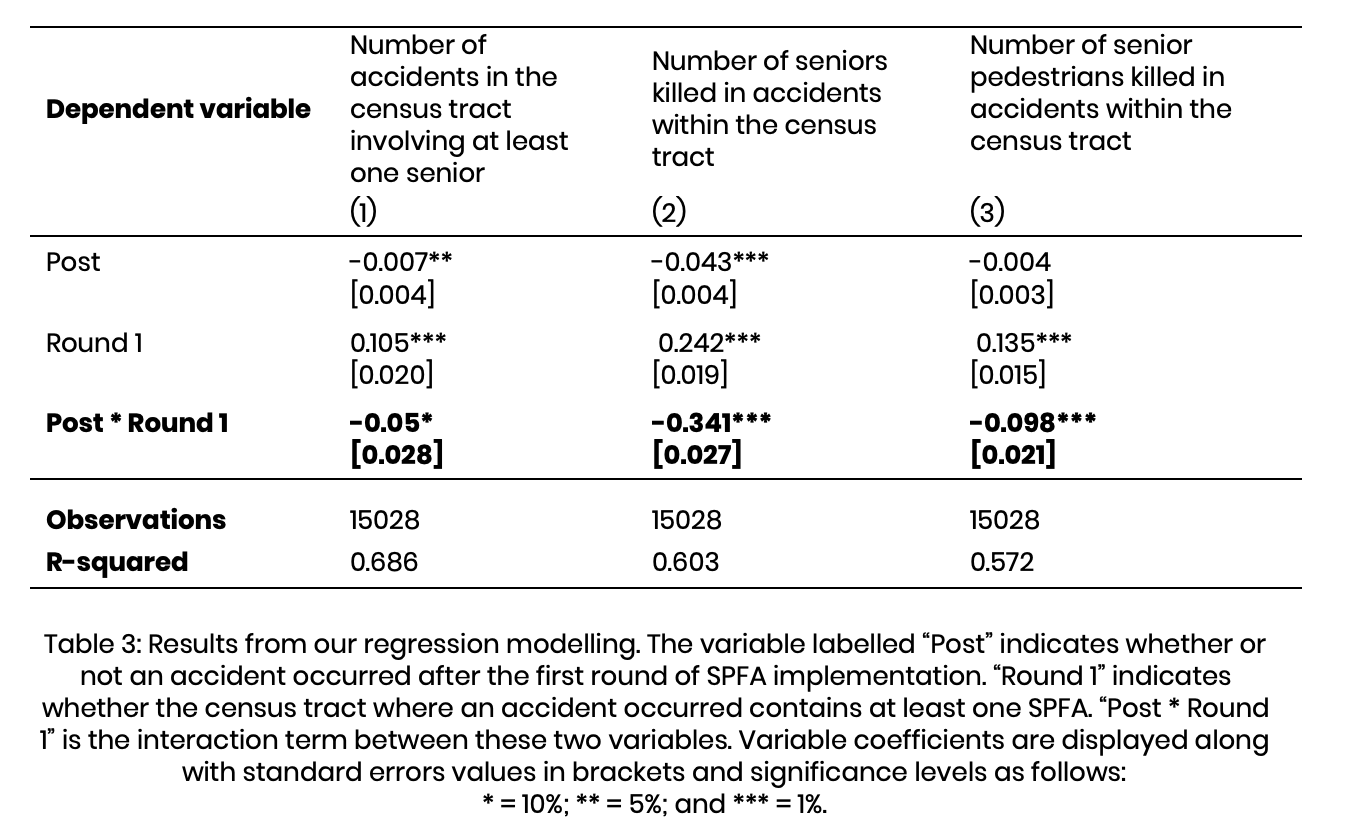 Dependent variable
Number of
accidents in the
census tract
involving at least
one senior
(1)
Number of seniors
killed in accidents
within the census
tract
(2)
Number of senior
pedestrians killed in
accidents within the
census tract
(3)
Post -0.007** -0.043*** -0.004
[0.004] [0.004] [0.003]
Round 1 0.105*** 0.242*** 0.135***
[0.020] [0.019] [0.015]
Post * Round 1 -0.05* -0.341*** -0.098***
[0.028] [0.027] [0.021]
Observations 15028 15028 15028
R-squared 0.686 0.603 0.572
Table 3: Results from our regression modelling. The variable labelled “Post” indicates whether or
not an accident occurred after the first round of SPFA implementation. “Round 1” indicates
whether the census tract where an accident occurred contains at least one SPFA. “Post * Round
1” is the interaction term between these two variables. Variable coefficients are displayed along
with standard errors values in brackets and significance levels as follows:
* = 10%; ** = 5%; and *** = 1%.